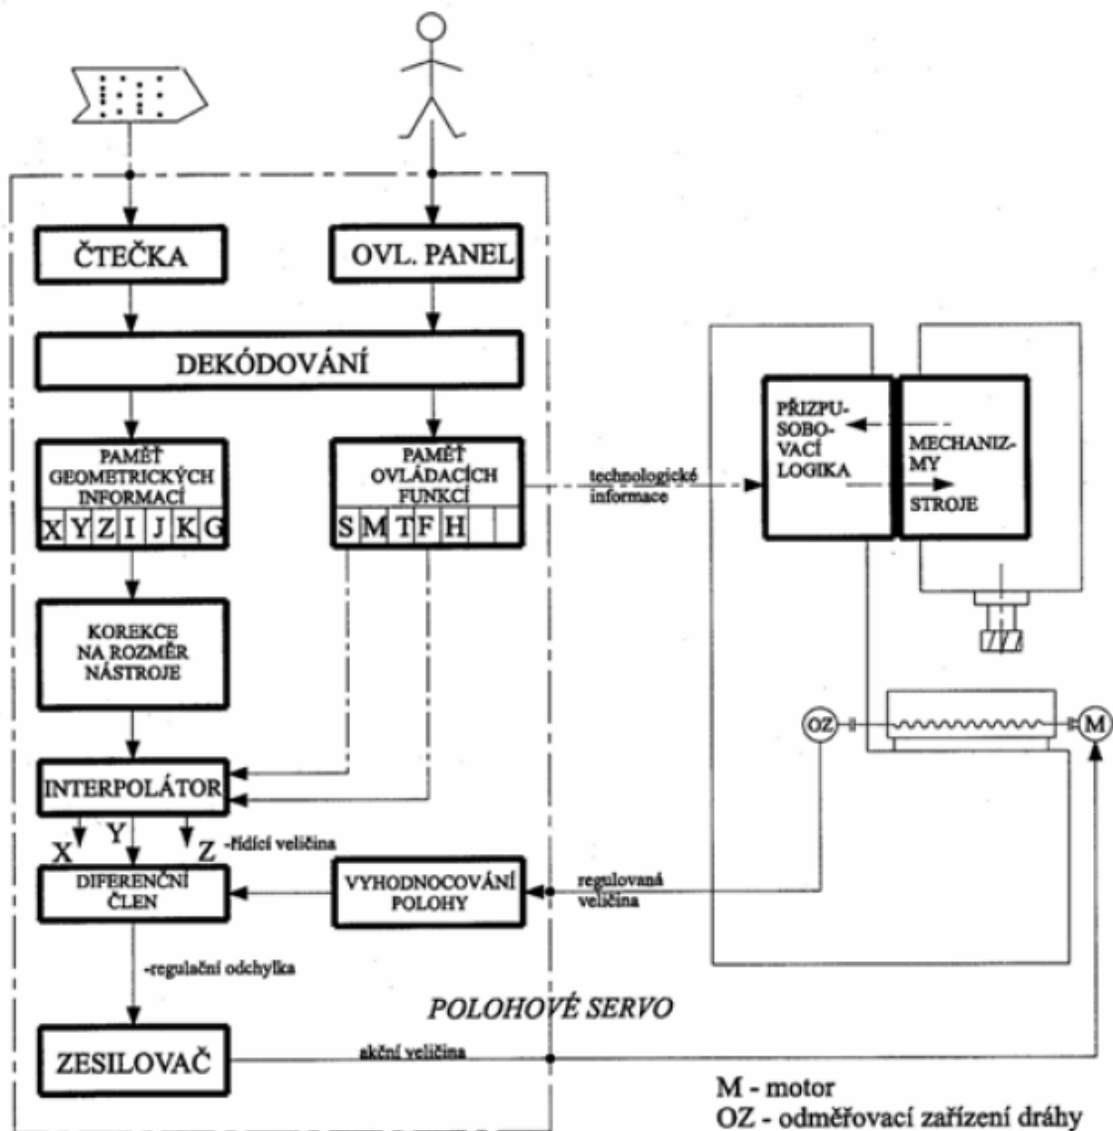 ČTEČKA
OVL. PANEL
DEKÓDOVÁNÍ
PAMĚŤ
GEOMETRICKÝCH
INFORMACÍ
X Y Z I J K G
PAMĚŤ
OVLÁDACÍCH
FUNKCÍ
S M T F H
technologické
informace
PŘIZPU-
SOBO-
VACÍ
LOGIKA
MECHANIZ-
MY
STROJE
KOREKCE
NA ROZMĚR
NÁSTROJE
OZ
M
INTERPOLÁTOR
X Y Z -řídící veličina
DIFERENČNÍ
ČLEN
VYHODNOCOVÁNÍ
POLOHY
regulovaná
veličina
-regulační odchylka
POLOHOVÉ SERVO
ZESILOVAČ
akční veličina
M - motor
OZ - odměřovací zařízení dráhy